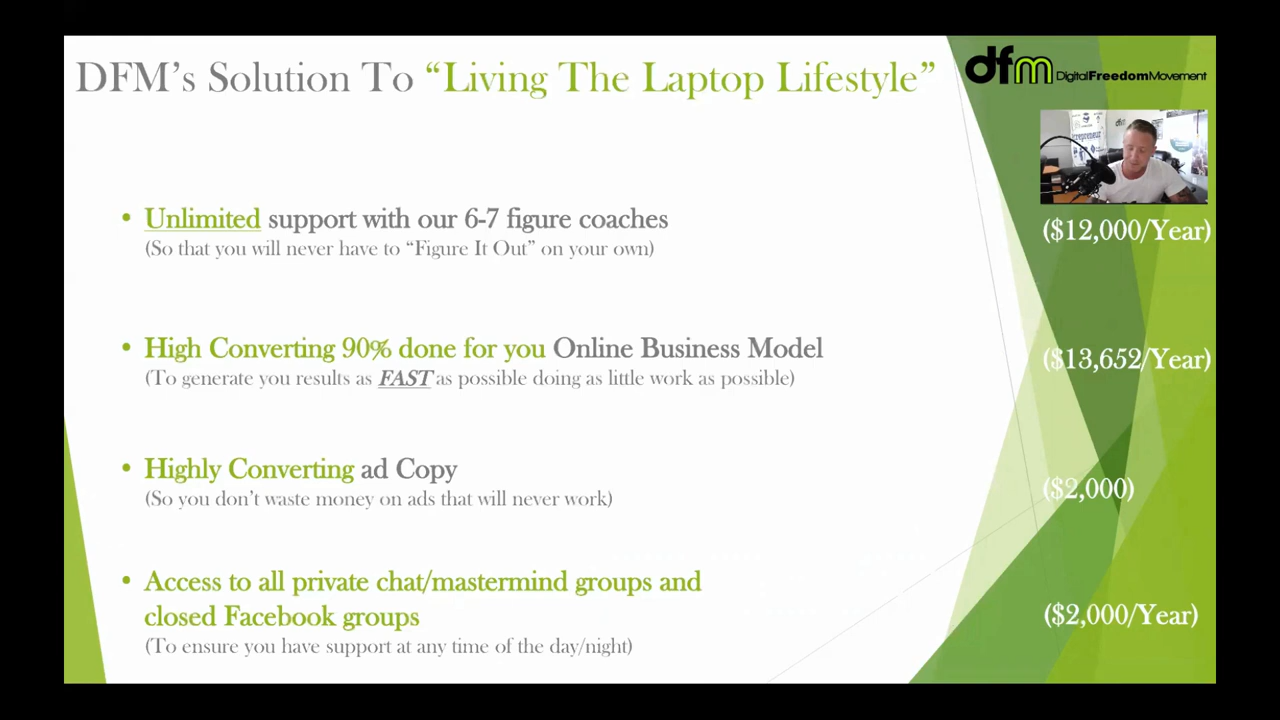 DFM's Solution To “Living The Laptop Lifestyle”
dfm DigitalFreedomMovement
• Unlimited support with our 6-7 figure coaches
(So that you will never have to “Figure It Out” on your own)
($12,000/Year)
• High Converting 90% done for you Online Business Model
(To generate you results as FAST as possible doing as little work as possible)
($13,652/Year)
• Highly Converting ad Copy
(So you don't waste money on ads that will never work)
($2,000)
• Access to all private chat/mastermind groups and
closed Facebook groups
(To ensure you have support at any time of the day/night)
($2,000/Year)